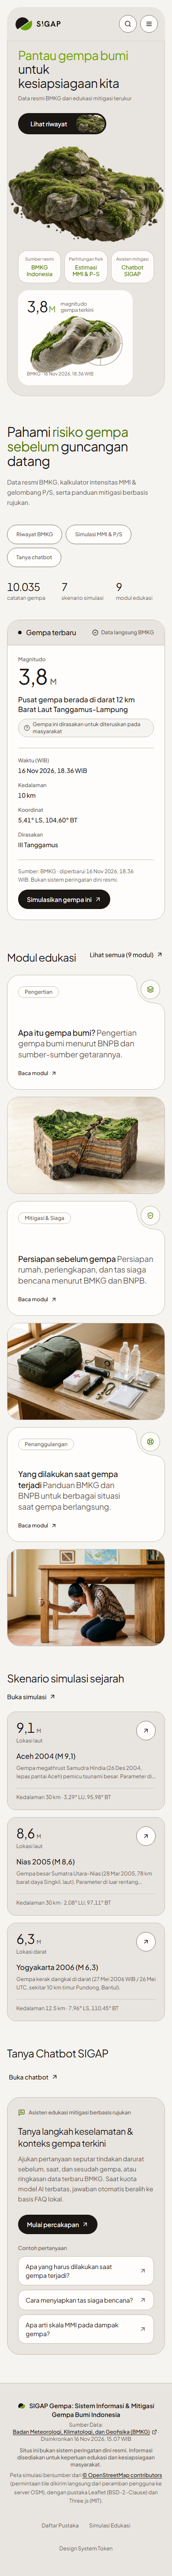 SIGAP
Pantau gempa bumi
untuk
kesiapsiagaan kita
Data resmi BMKG dan edukasi mitigasi terukur
Lihat riwayat
Sumber resmi
BMKG
Indonesia
Perhitungan fisik
Estimasi
MMI & P-S
Asisten mitigasi
Chatbot
SIGAP
3,8 M
magnitudo
gempa terkini
BMKG · 16 Nov 2026, 18.36 WIB
Pahami risiko gempa
sebelum guncangan
datang
Data resmi BMKG, kalkulator intensitas MMI &
gelombang P/S, serta panduan mitigasi berbasis
rujukan.
Riwayat BMKG
Simulasi MMI & P/S
Tanya chatbot
10.035
catatan gempa
7
skenario simulasi
9
modul edukasi
Gempa terbaru
Data langsung BMKG
Magnitudo
3,8 M
Pusat gempa berada di darat 12 km
Barat Laut Tanggamus-Lampung
Gempa ini dirasakan untuk diteruskan pada
masyarakat
Waktu (WIB)
16 Nov 2026, 18.36 WIB
Kedalaman
10 km
Koordinat
5,41° LS, 104,60° BT
Dirasakan
III Tanggamus
Sumber: BMKG · diperbarui 16 Nov 2026, 18.36
WIB. Bukan sistem peringatan dini resmi.
Simulasikan gempa ini
Modul edukasi
Lihat semua (9 modul)
Pengertian
Apa itu gempa bumi? Pengertian
gempa bumi menurut BNPB dan
sumber-sumber getarannya.
Baca modul
Mitigasi & Siaga
Persiapan sebelum gempa Persiapan
rumah, perlengkapan, dan tas siaga
bencana menurut BMKG dan BNPB.
Baca modul
Penanggulangan
Yang dilakukan saat gempa
terjadi Panduan BMKG dan
BNPB untuk berbagai situasi
saat gempa berlangsung.
Baca modul
Skenario simulasi sejarah
Buka simulasi
9,1 M
Lokasi laut
Aceh 2004 (M 9,1)
Gempa megathrust Samudra Hindia (26 Des 2004,
lepas pantai Aceh) pemicu tsunami besar. Parameter di...
Kedalaman 30 km · 3,29° LU, 95,98° BT
8,6 M
Lokasi laut
Nias 2005 (M 8,6)
Gempa besar Sumatra Utara-Nias (28 Mar 2005, 78 km
barat daya Singkil, laut). Parameter di luar rentang...
Kedalaman 30 km · 2,08° LU, 97,11° BT
6,3 M
Lokasi darat
Yogyakarta 2006 (M 6,3)
Gempa kerak dangkal di darat (27 Mei 2006 WIB / 26 Mei
UTC, sekitar 10 km timur Pundong, Bantul).
Kedalaman 12.5 km · 7,96° LS, 110,45° BT
Tanya Chatbot SIGAP
Buka chatbot
Asisten edukasi mitigasi berbasis rujukan
Tanya langkah keselamatan &
konteks gempa terkini
Ajukan pertanyaan seputar tindakan darurat
sebelum, saat, dan sesudah gempa, atau
ringkasan data terbaru BMKG. Saat kuota
model AI terbatas, jawaban otomatis beralih ke
basis FAQ lokal.
Mulai percakapan
Contoh pertanyaan
Apa yang harus dilakukan saat
gempa terjadi?
Cara menyiapkan tas siaga bencana?
Apa arti skala MMI pada dampak
gempa?
SIGAP Gempa: Sistem Informasi & Mitigasi
Gempa Bumi Indonesia
Sumber Data:
Badan Meteorologi, Klimatologi, dan Geofisika (BMKG)
Disinkronkan 16 Nov 2026, 15.07 WIB
Situs ini bukan sistem peringatan dini resmi. Informasi
disediakan untuk keperluan edukasi dan kesiapsiagaan
masyarakat.
Peta simulasi bersumber dari © OpenStreetMap contributors
(permintaan tile dikirim langsung dari peramban pengguna ke
server OSM), dengan pustaka Leaflet (BSD-2-Clause) dan
Three.js (MIT).
Daftar Pustaka
Simulasi Edukasi
Design System Token